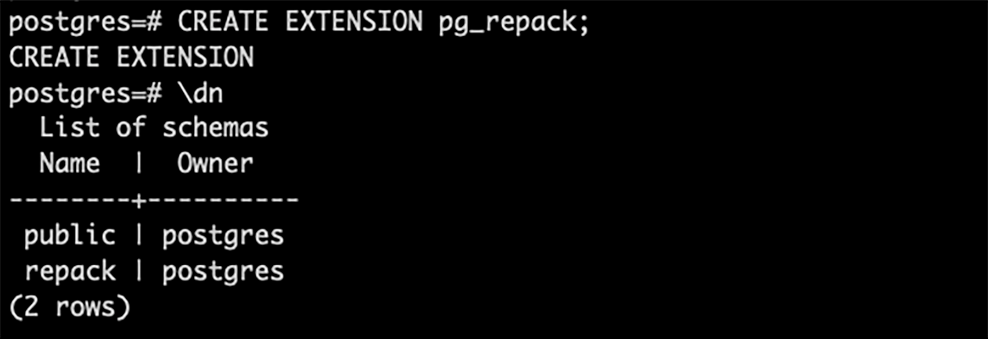 postgres=# CREATE EXTENSION pg_repack;
CREATE EXTENSION
postgres=# \dn
  List of schemas
  Name  |  Owner
--------+----------
 public | postgres
 repack | postgres
(2 rows)